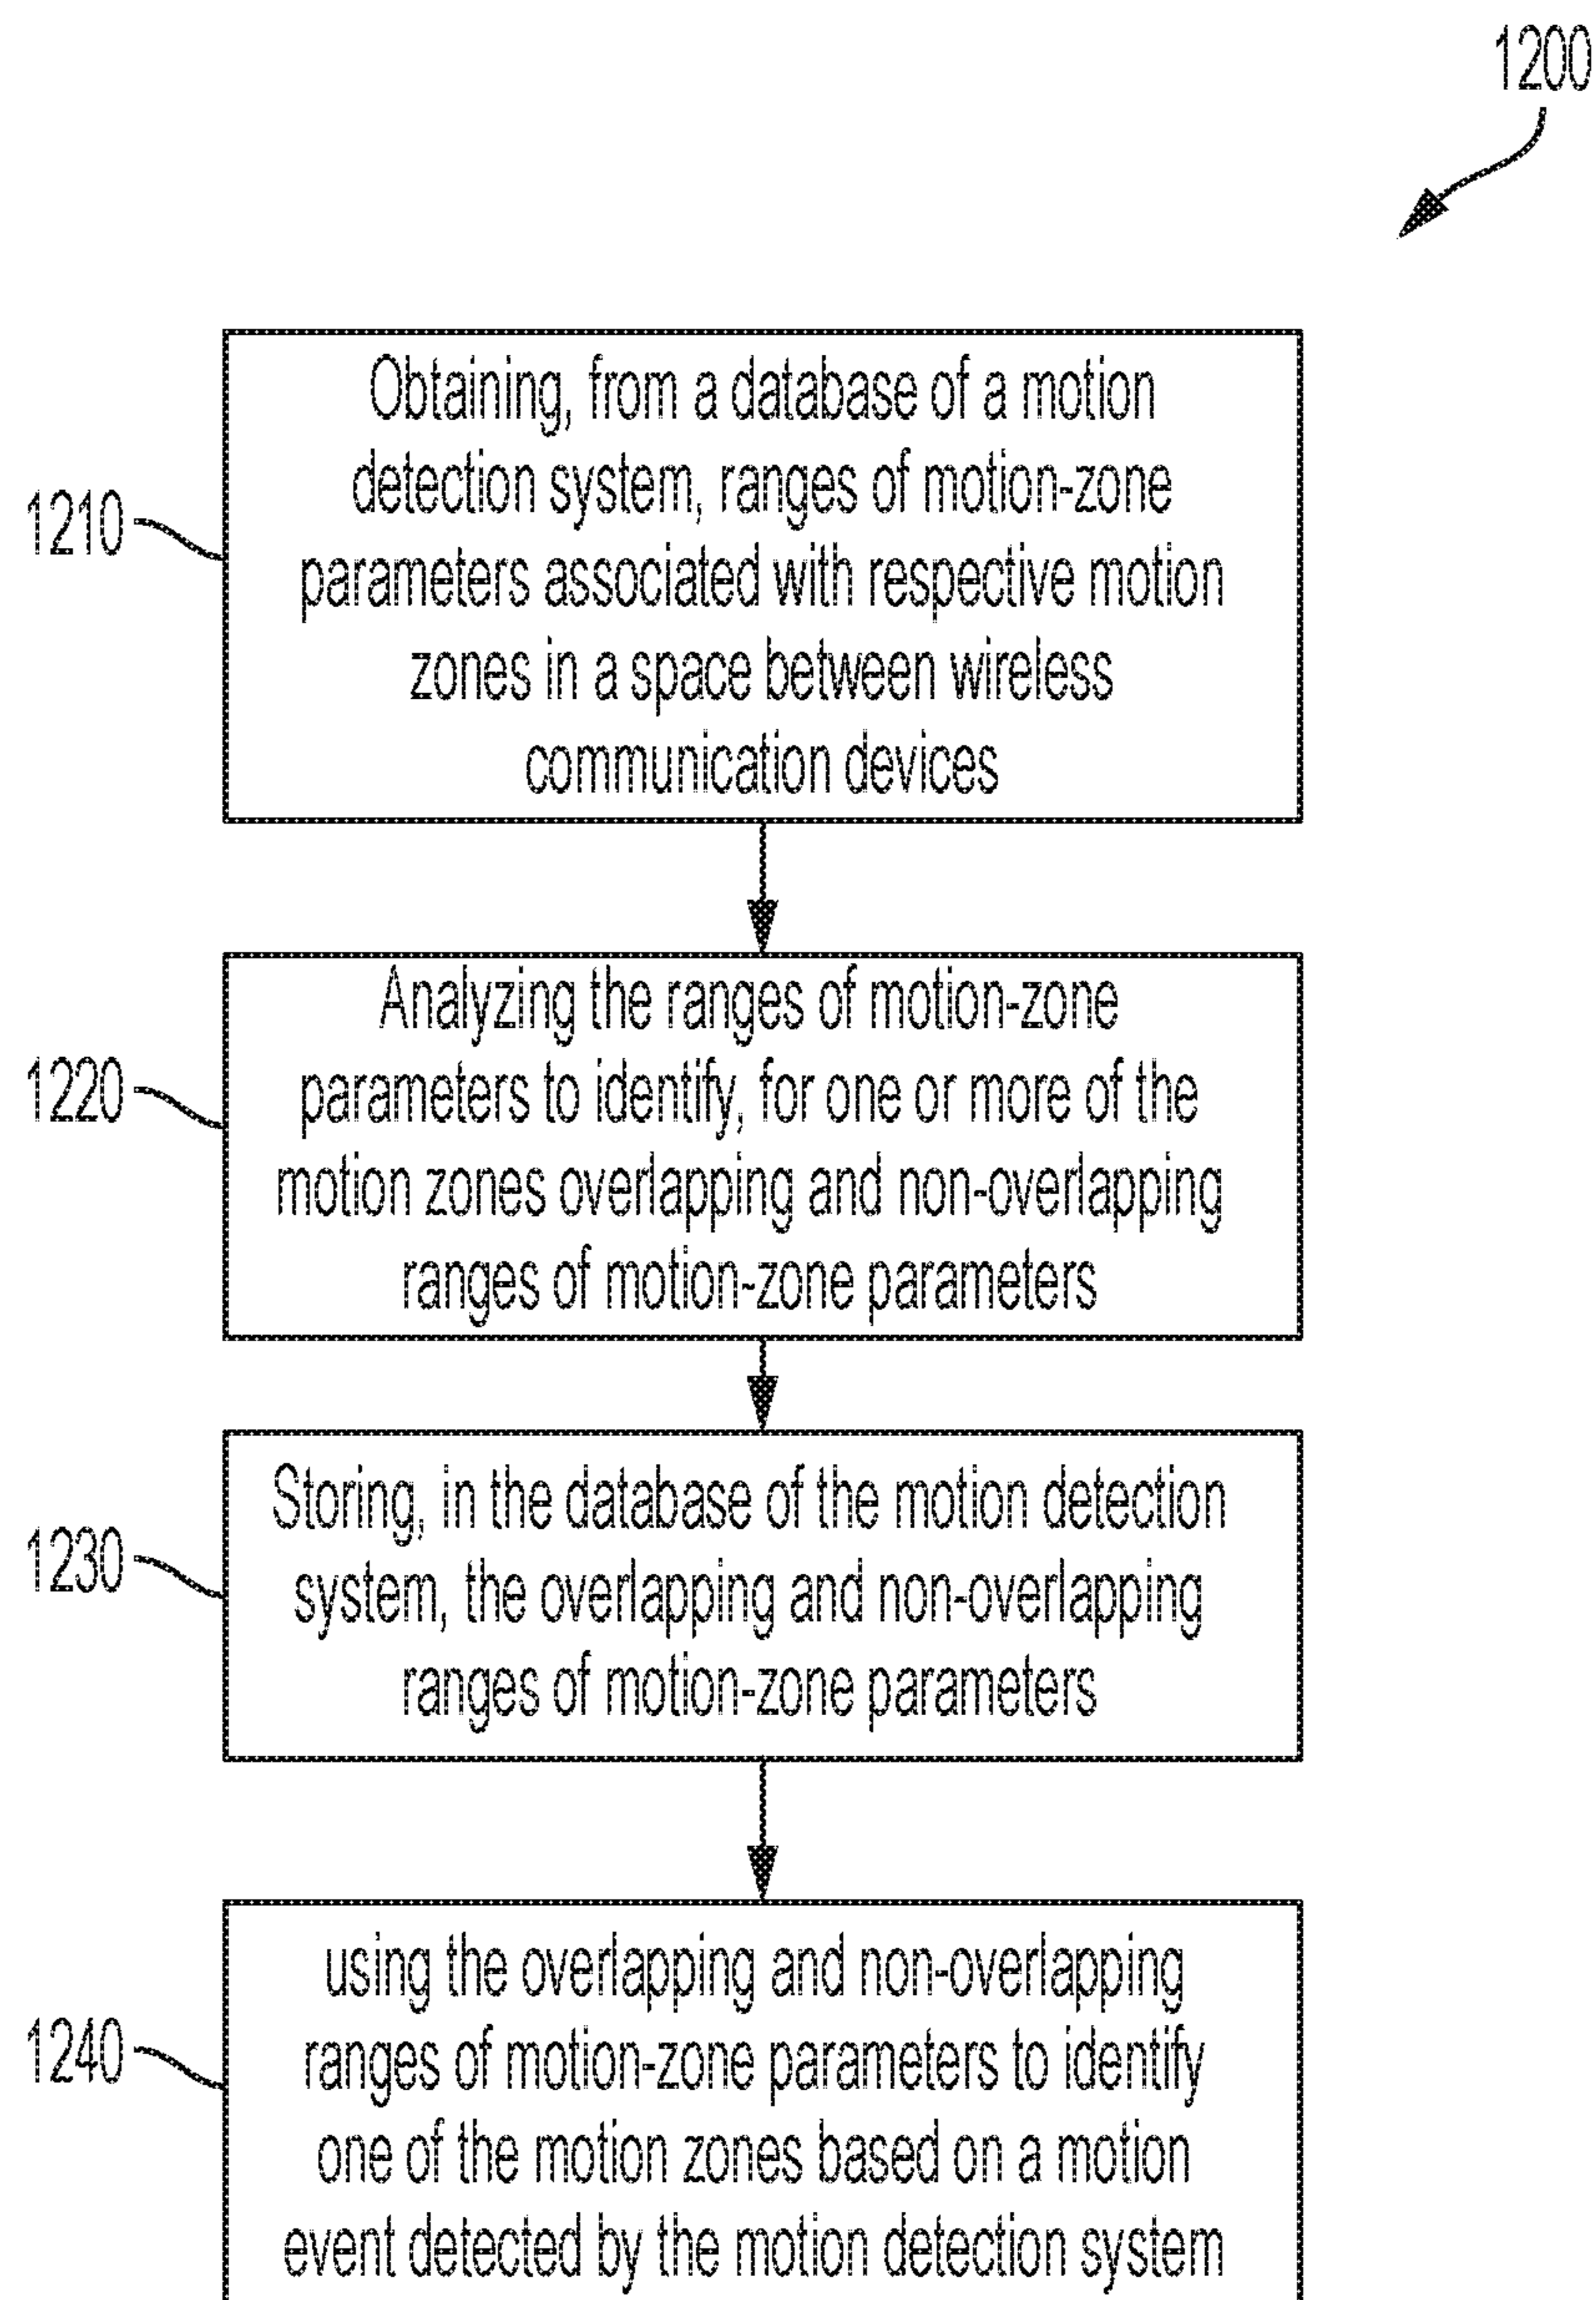 1200
1210
Obtaining, from a database of a motion
detection system, ranges of motion-zone
parameters associated with respective motion
zones in a space between wireless
communication devices
1220
Analyzing the ranges of motion-zone
parameters to identify, for one or more of the
motion zones overlapping and non-overlapping
ranges of motion-zone parameters
1230
Storing, in the database of the motion detection
system, the overlapping and non-overlapping
ranges of motion-zone parameters
1240
using the overlapping and non-overlapping
ranges of motion-zone parameters to identify
one of the motion zones based on a motion
event detected by the motion detection system